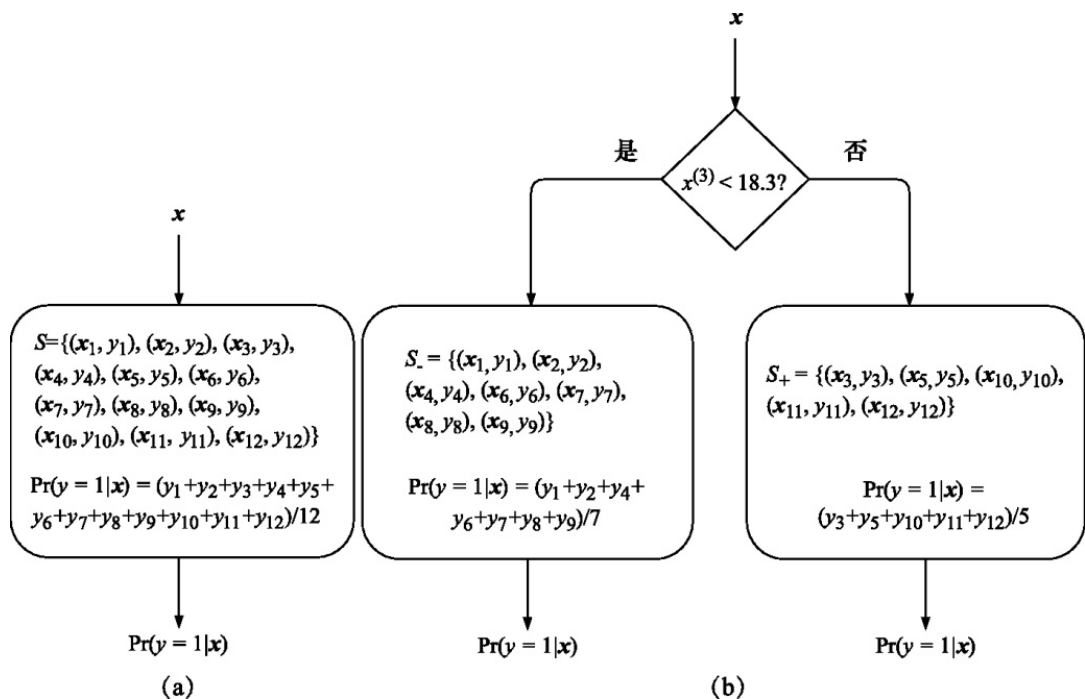 x
S={(x₁, y₁), (x₂, y₂), (x₃, y₃),
(x₄, y₄), (x₅, y₅), (x₆, y₆),
(x₇, y₇), (x₈, y₈), (x₉, y₉),
(x₁₀, y₁₀), (x₁₁, y₁₁), (x₁₂, y₁₂)}
Pr(y = 1|x) = (y₁+y₂+y₃+y₄+y₅+
y₆+y₇+y₈+y₉+y₁₀+y₁₁+y₁₂)/12
Pr(y = 1|x)
(a)
x
x⁽³⁾ < 18.3?
是
否
S₋ = {(x₁, y₁), (x₂, y₂),
(x₄, y₄), (x₆, y₆), (x₇, y₇),
(x₈, y₈), (x₉, y₉)}
Pr(y = 1|x) = (y₁+y₂+y₄+
y₆+y₇+y₈+y₉)/7
Pr(y = 1|x)
S₊ = {(x₃, y₃), (x₅, y₅), (x₁₀, y₁₀),
(x₁₁, y₁₁), (x₁₂, y₁₂)}
Pr(y = 1|x) =
(y₃+y₅+y₁₀+y₁₁+y₁₂)/5
Pr(y = 1|x)
(b)